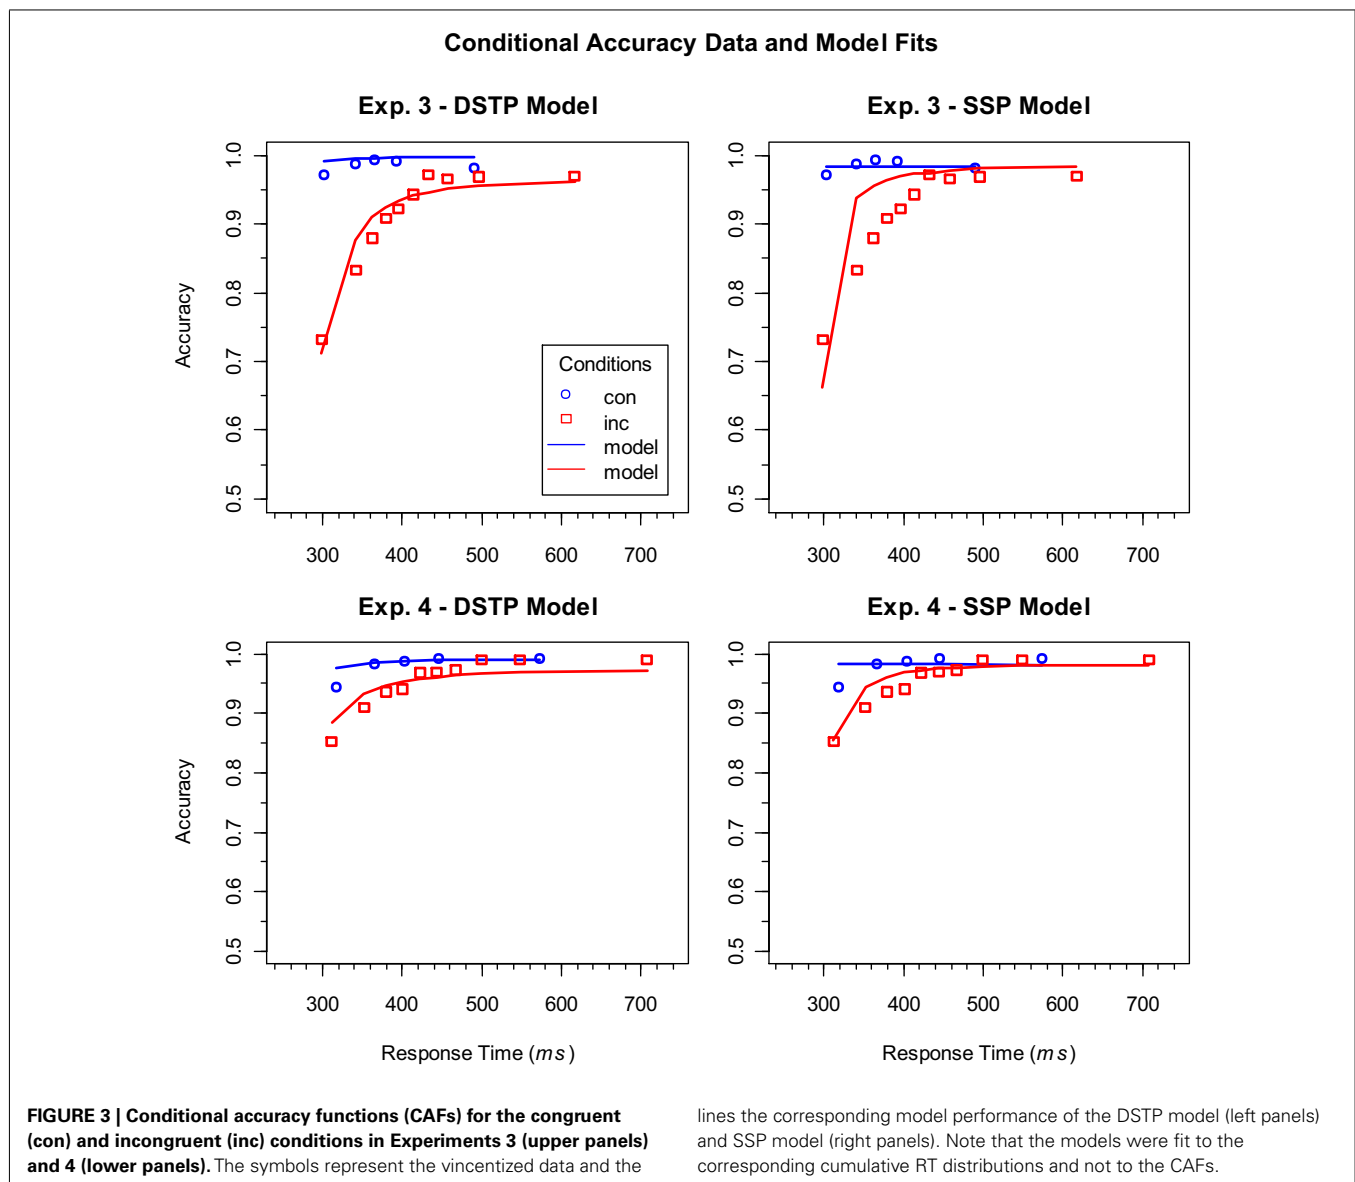 Conditional Accuracy Data and Model Fits
Exp. 3 - DSTP Model
1.0
0.9
0.8
0.7
0.6
0.5
Accuracy
Conditions
con
inc
model
model
300 400 500 600 700
Exp. 3 - SSP Model
1.0
0.9
0.8
0.7
0.6
0.5
300 400 500 600 700
Exp. 4 - DSTP Model
1.0
0.9
0.8
0.7
0.6
0.5
Accuracy
300 400 500 600 700
Response Time (ms)
Exp. 4 - SSP Model
1.0
0.9
0.8
0.7
0.6
0.5
300 400 500 600 700
Response Time (ms)
FIGURE 3 | Conditional accuracy functions (CAFs) for the congruent
(con) and incongruent (inc) conditions in Experiments 3 (upper panels)
and 4 (lower panels). The symbols represent the vincentized data and the
lines the corresponding model performance of the DSTP model (left panels)
and SSP model (right panels). Note that the models were fit to the
corresponding cumulative RT distributions and not to the CAFs.